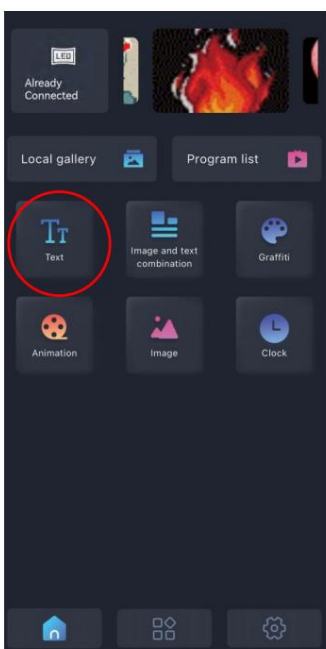 LED
Already
Connected
Local gallery
Program list
Text
Image and text
combination
Graffiti
Animation
Image
Clock